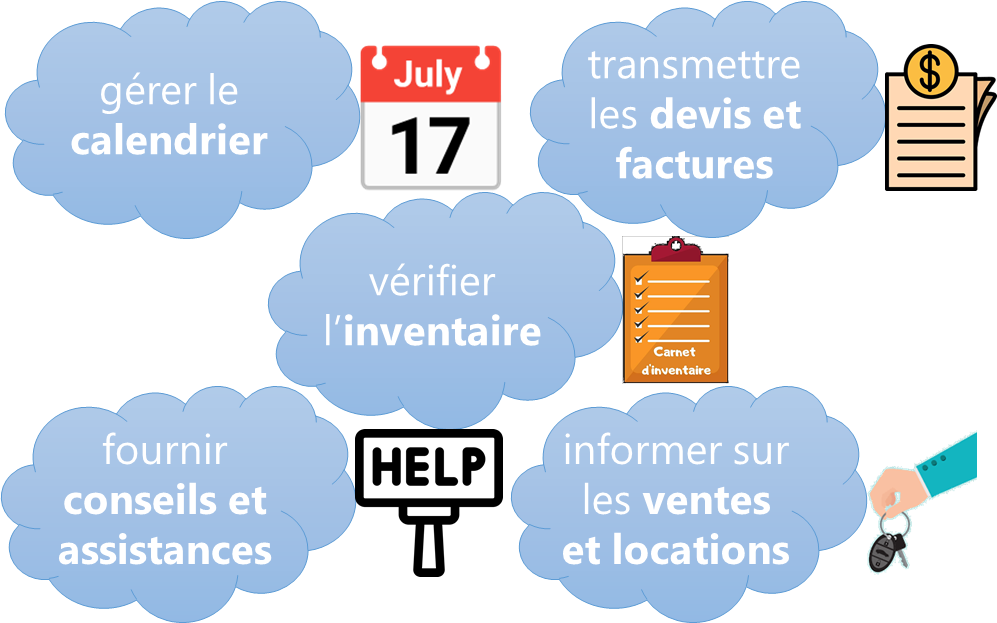 gérer le
calendrier
July
17
transmettre
les devis et
factures
$
vérifier
l’inventaire
Carnet
d'inventaire
fournir
conseils et
assistances
HELP
informer sur
les ventes
et locations